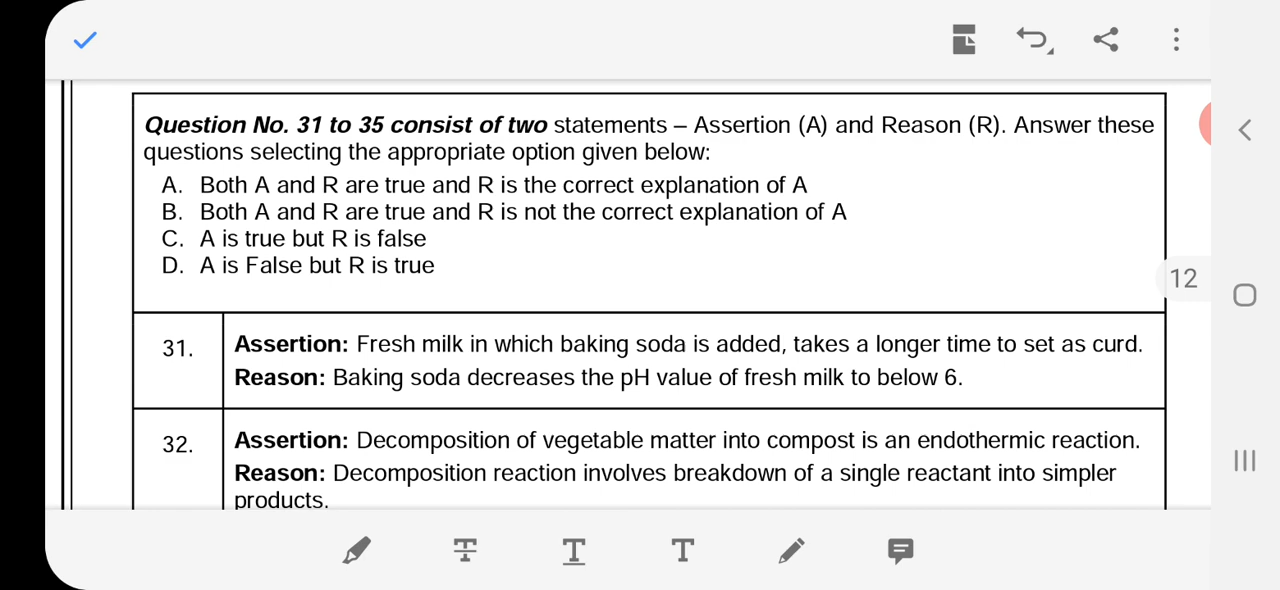 Question No. 31 to 35 consist of two statements – Assertion (A) and Reason (R). Answer these
questions selecting the appropriate option given below:
A. Both A and R are true and R is the correct explanation of A
B. Both A and R are true and R is not the correct explanation of A
C. A is true but R is false
D. A is False but R is true
12
31. Assertion: Fresh milk in which baking soda is added, takes a longer time to set as curd.
Reason: Baking soda decreases the pH value of fresh milk to below 6.
32. Assertion: Decomposition of vegetable matter into compost is an endothermic reaction.
Reason: Decomposition reaction involves breakdown of a single reactant into simpler
products.